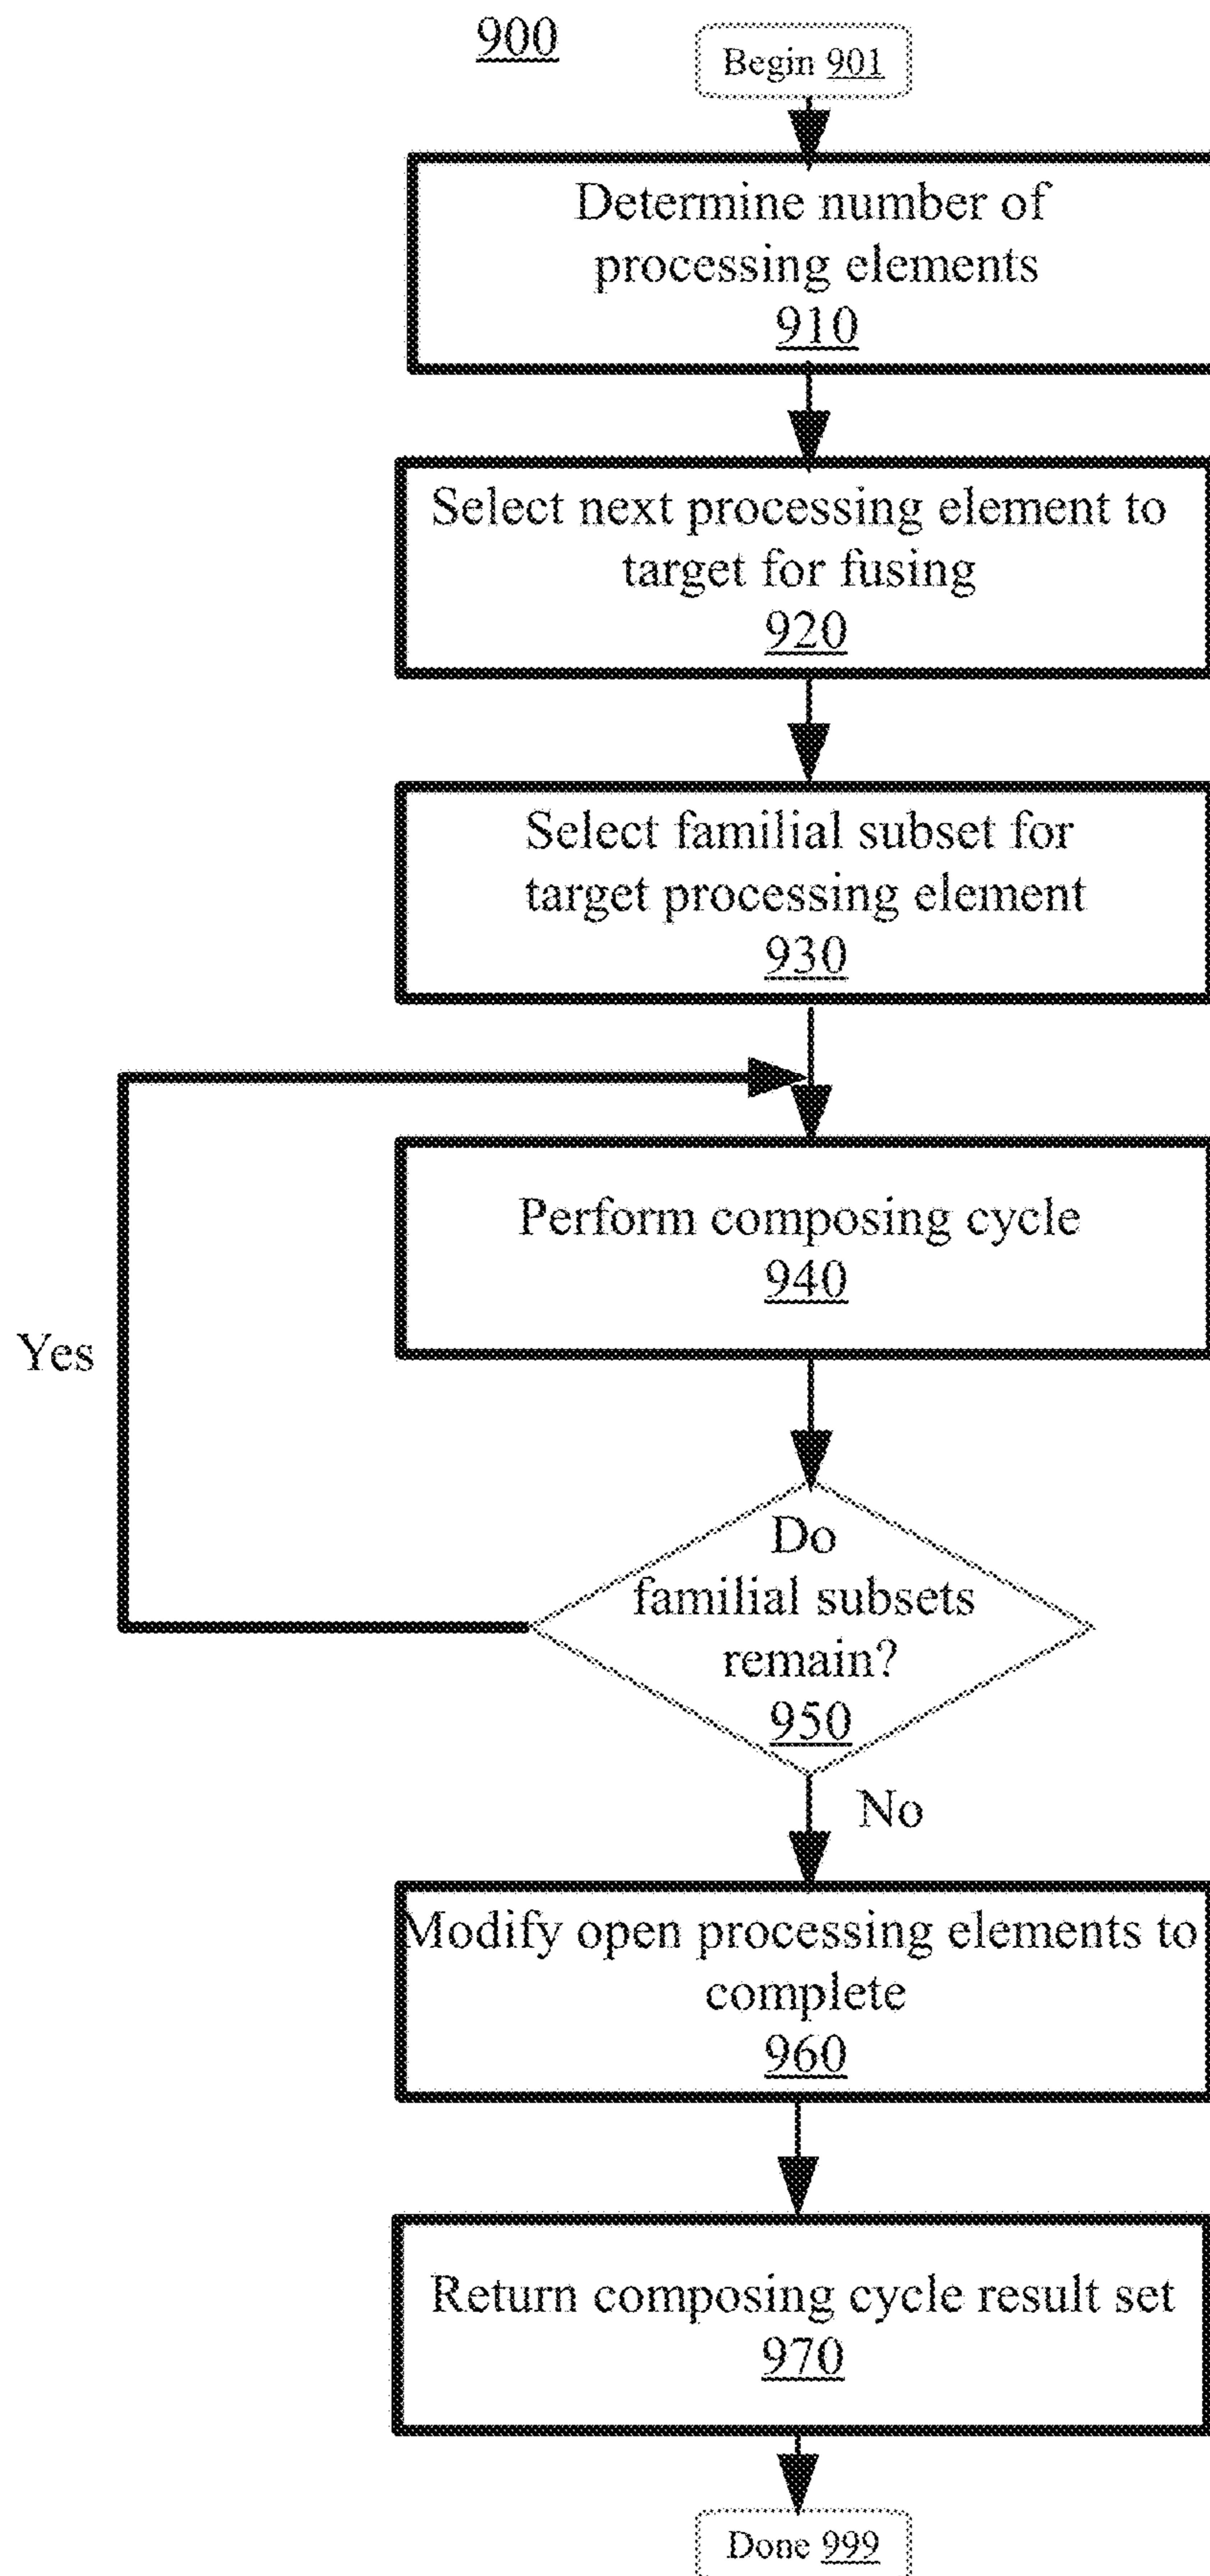 900
Begin 901
Determine number of
processing elements
910
Select next processing element to
target for fusing
920
Select familial subset for
target processing element
930
Perform composing cycle
940
Yes
Do
familial subsets
remain?
950
No
Modify open processing elements to
complete
960
Return composing cycle result set
970
Done 999